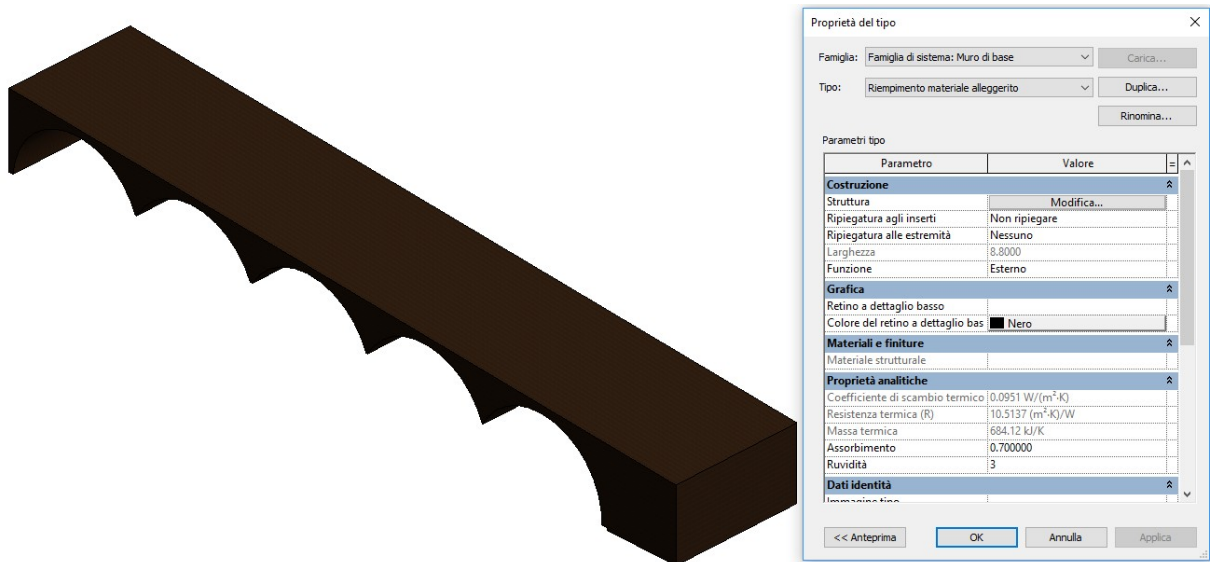 Proprietà del tipo
Famiglia: Famiglia di sistema: Muro di base Carica...
Tipo: Riempimento materiale alleggerito Duplica...
Rinomina...
Parametri tipo
Parametro Valore =
Costruzione
Struttura Modifica...
Ripiegatura agli inserti Non ripiegare
Ripiegatura alle estremità Nessuno
Larghezza 8.8000
Funzione Esterno
Grafica
Retino a dettaglio basso
Colore del retino a dettaglio bas Nero
Materiali e finiture
Materiale strutturale
Proprietà analitiche
Coefficiente di scambio termico 0.0951 W/(m²·K)
Resistenza termica (R) 10.5137 (m²·K)/W
Massa termica 684.12 kJ/K
Assorbimento 0.700000
Ruvidità 3
Dati identità
Immagine tipo
<< Anteprima OK Annulla Applica